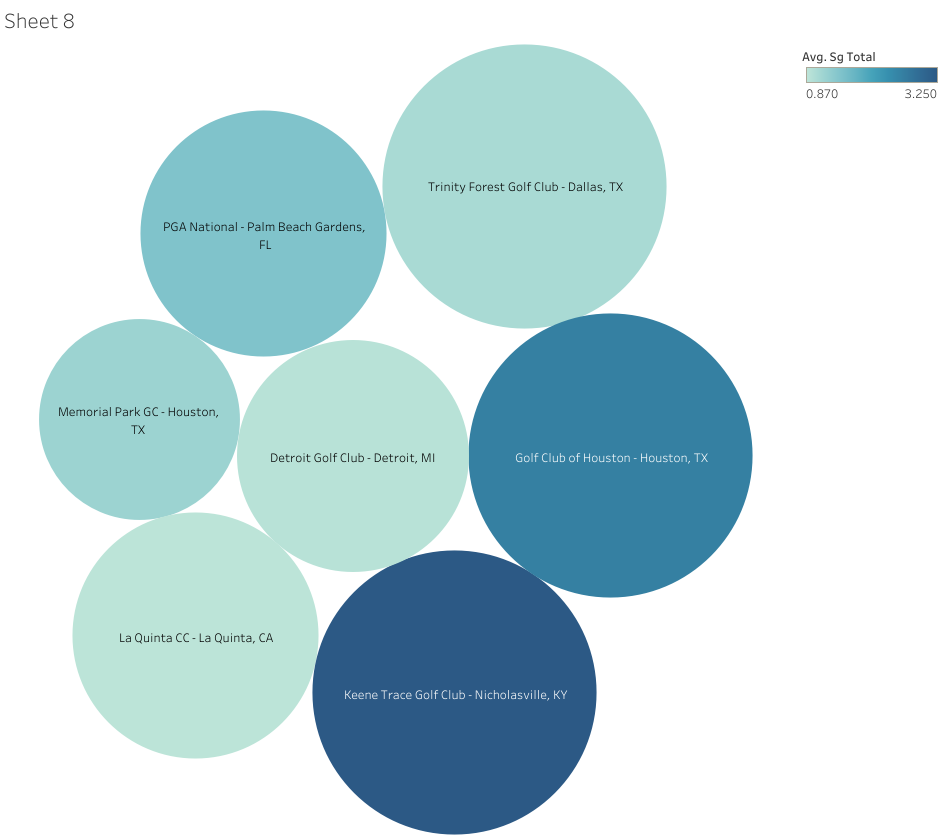 Sheet 8
Avg. Sg Total
0.870 3.250
Trinity Forest Golf Club - Dallas, TX
PGA National - Palm Beach Gardens,
FL
Memorial Park GC - Houston,
TX
Detroit Golf Club - Detroit, MI
Golf Club of Houston - Houston, TX
La Quinta CC - La Quinta, CA
Keene Trace Golf Club - Nicholasville, KY